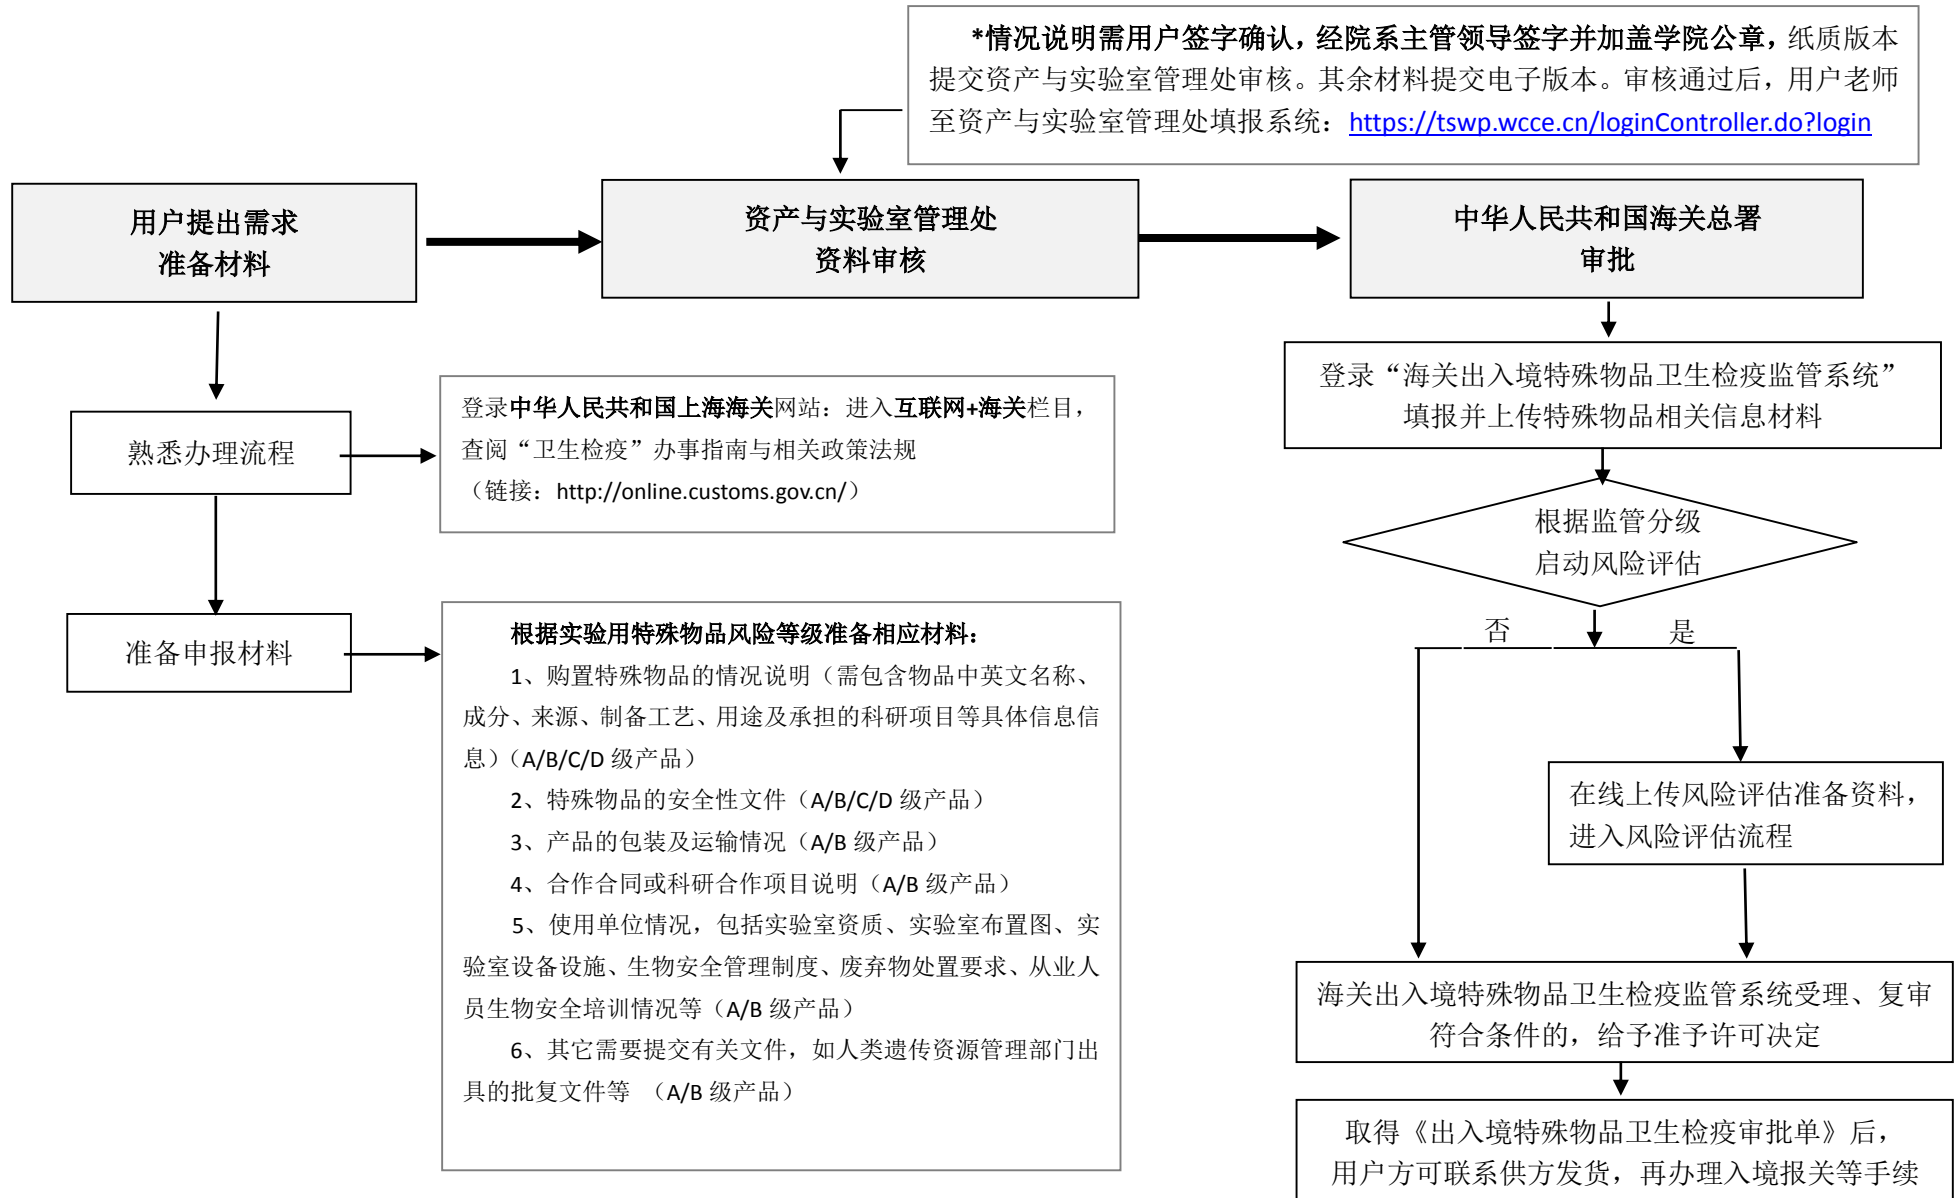 *情况说明需用户签字确认，经院系主管领导签字并加盖学院公章，纸质版本
提交资产与实验室管理处审核。其余材料提交电子版本。审核通过后，用户老师
至资产与实验室管理处填报系统：https://tswp.wcce.cn/loginController.do?login
用户提出需求
准备材料
资产与实验室管理处
资料审核
中华人民共和国海关总署
审批
熟悉办理流程
登录中华人民共和国上海海关网站：进入互联网+海关栏目，
查阅“卫生检疫”办事指南与相关政策法规
（链接：http://online.customs.gov.cn/）
准备申报材料
根据实验用特殊物品风险等级准备相应材料：
1、购置特殊物品的情况说明（需包含物品中英文名称、
成分、来源、制备工艺、用途及承担的科研项目等具体信息信
息）（A/B/C/D 级产品）
2、特殊物品的安全性文件（A/B/C/D 级产品）
3、产品的包装及运输情况（A/B 级产品）
4、合作合同或科研合作项目说明（A/B 级产品）
5、使用单位情况，包括实验室资质、实验室布置图、实
验室设备设施、生物安全管理制度、废弃物处置要求、从业人
员生物安全培训情况等（A/B 级产品）
6、其它需要提交有关文件，如人类遗传资源管理部门出
具的批复文件等 （A/B 级产品）
登录“海关出入境特殊物品卫生检疫监管系统”
填报并上传特殊物品相关信息材料
根据监管分级
启动风险评估
否
是
在线上传风险评估准备资料，
进入风险评估流程
海关出入境特殊物品卫生检疫监管系统受理、复审
符合条件的，给予准予许可决定
取得《出入境特殊物品卫生检疫审批单》后，
用户方可联系供方发货，再办理入境报关等手续